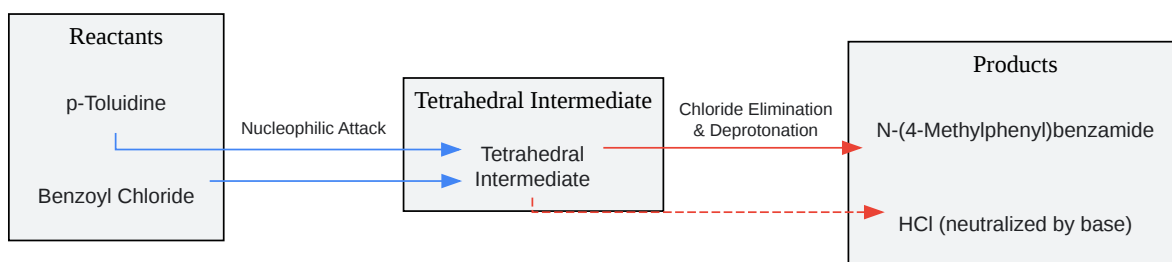 Reactants
p-Toluidine
Benzoyl Chloride
Nucleophilic Attack
Tetrahedral Intermediate
Tetrahedral
Intermediate
Chloride Elimination
& Deprotonation
Products
N-(4-Methylphenyl)benzamide
HCl (neutralized by base)